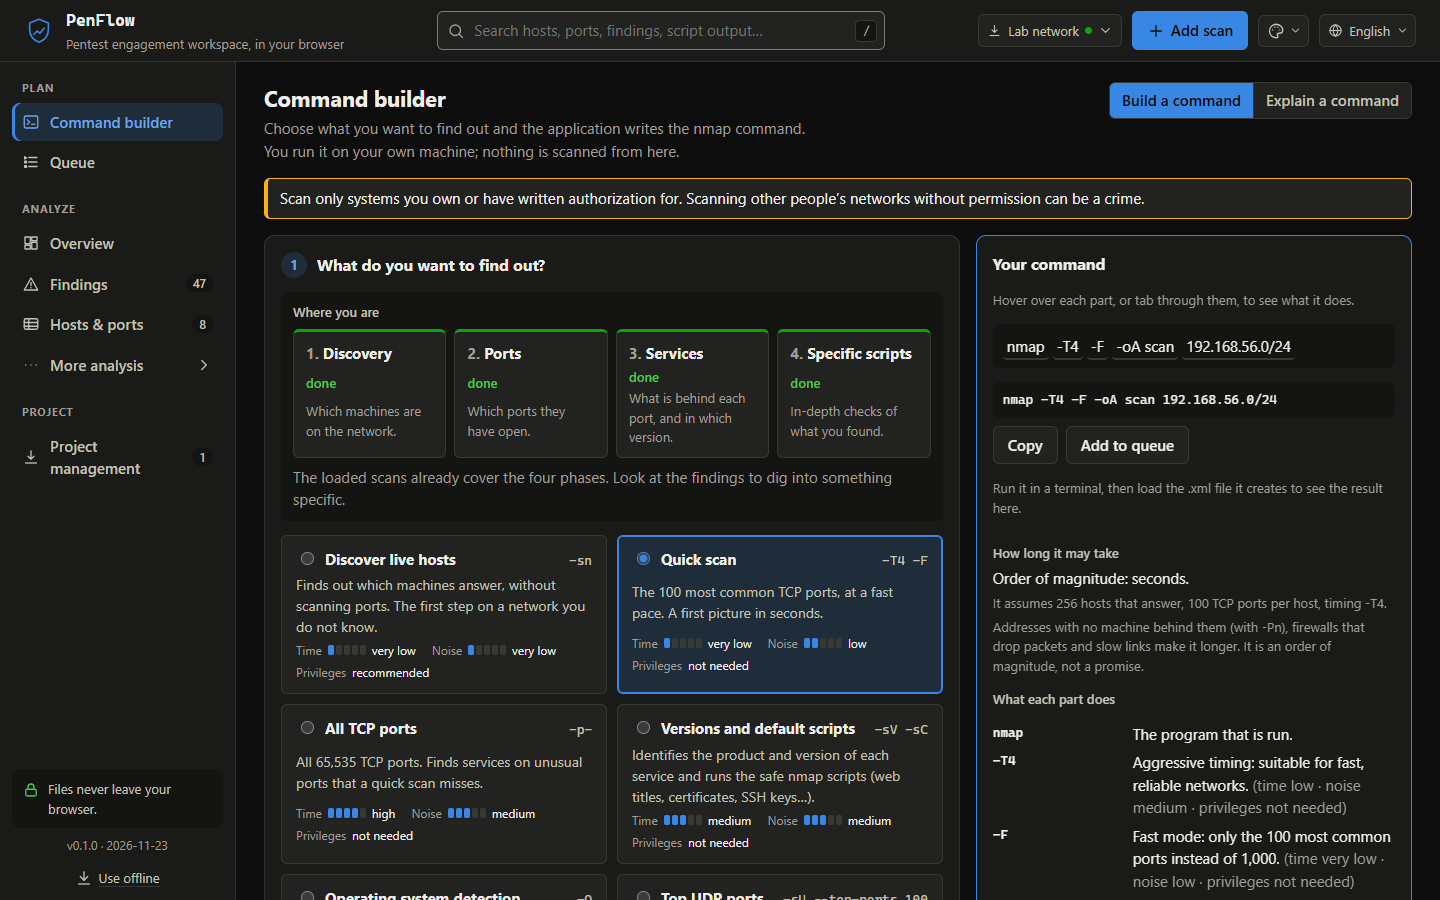 PenFlow
Pentest engagement workspace, in your browser
Search hosts, ports, findings, script output...
/
Lab network
Add scan
English
PLAN
Command builder
Queue
ANALYZE
Overview
Findings 47
Hosts & ports 8
More analysis
PROJECT
Project
management 1
Files never leave your
browser.
v0.1.0 · 2026-11-23
Use offline
Command builder
Choose what you want to find out and the application writes the nmap command.
You run it on your own machine; nothing is scanned from here.
Build a command
Explain a command
Scan only systems you own or have written authorization for. Scanning other people's networks without permission can be a crime.
1 What do you want to find out?
Where you are
1. Discovery
done
Which machines are
on the network.
2. Ports
done
Which ports they
have open.
3. Services
done
What is behind each
port, and in which
version.
4. Specific scripts
done
In-depth checks of
what you found.
The loaded scans already cover the four phases. Look at the findings to dig into something
specific.
Discover live hosts -sn
Finds out which machines answer, without
scanning ports. The first step on a network you
do not know.
Time very low Noise very low
Privileges recommended
Quick scan -T4 -F
The 100 most common TCP ports, at a fast
pace. A first picture in seconds.
Time very low Noise low
Privileges not needed
All TCP ports -p-
All 65,535 TCP ports. Finds services on unusual
ports that a quick scan misses.
Time high Noise medium
Privileges not needed
Versions and default scripts -sV -sC
Identifies the product and version of each
service and runs the safe nmap scripts (web
titles, certificates, SSH keys...).
Time medium Noise medium
Privileges not needed
Operating system detection -O
Top UDP ports -sU --top-ports 100
Your command
Hover over each part, or tab through them, to see what it does.
nmap -T4 -F -oA scan 192.168.56.0/24
nmap -T4 -F -oA scan 192.168.56.0/24
Copy
Add to queue
Run it in a terminal, then load the .xml file it creates to see the result
here.
How long it may take
Order of magnitude: seconds.
It assumes 256 hosts that answer, 100 TCP ports per host, timing -T4.
Addresses with no machine behind them (with -Pn), firewalls that
drop packets and slow links make it longer. It is an order of
magnitude, not a promise.
What each part does
nmap The program that is run.
-T4 Aggressive timing: suitable for fast,
reliable networks. (time low · noise
medium · privileges not needed)
-F Fast mode: only the 100 most common
ports instead of 1,000. (time very low ·
noise low · privileges not needed)